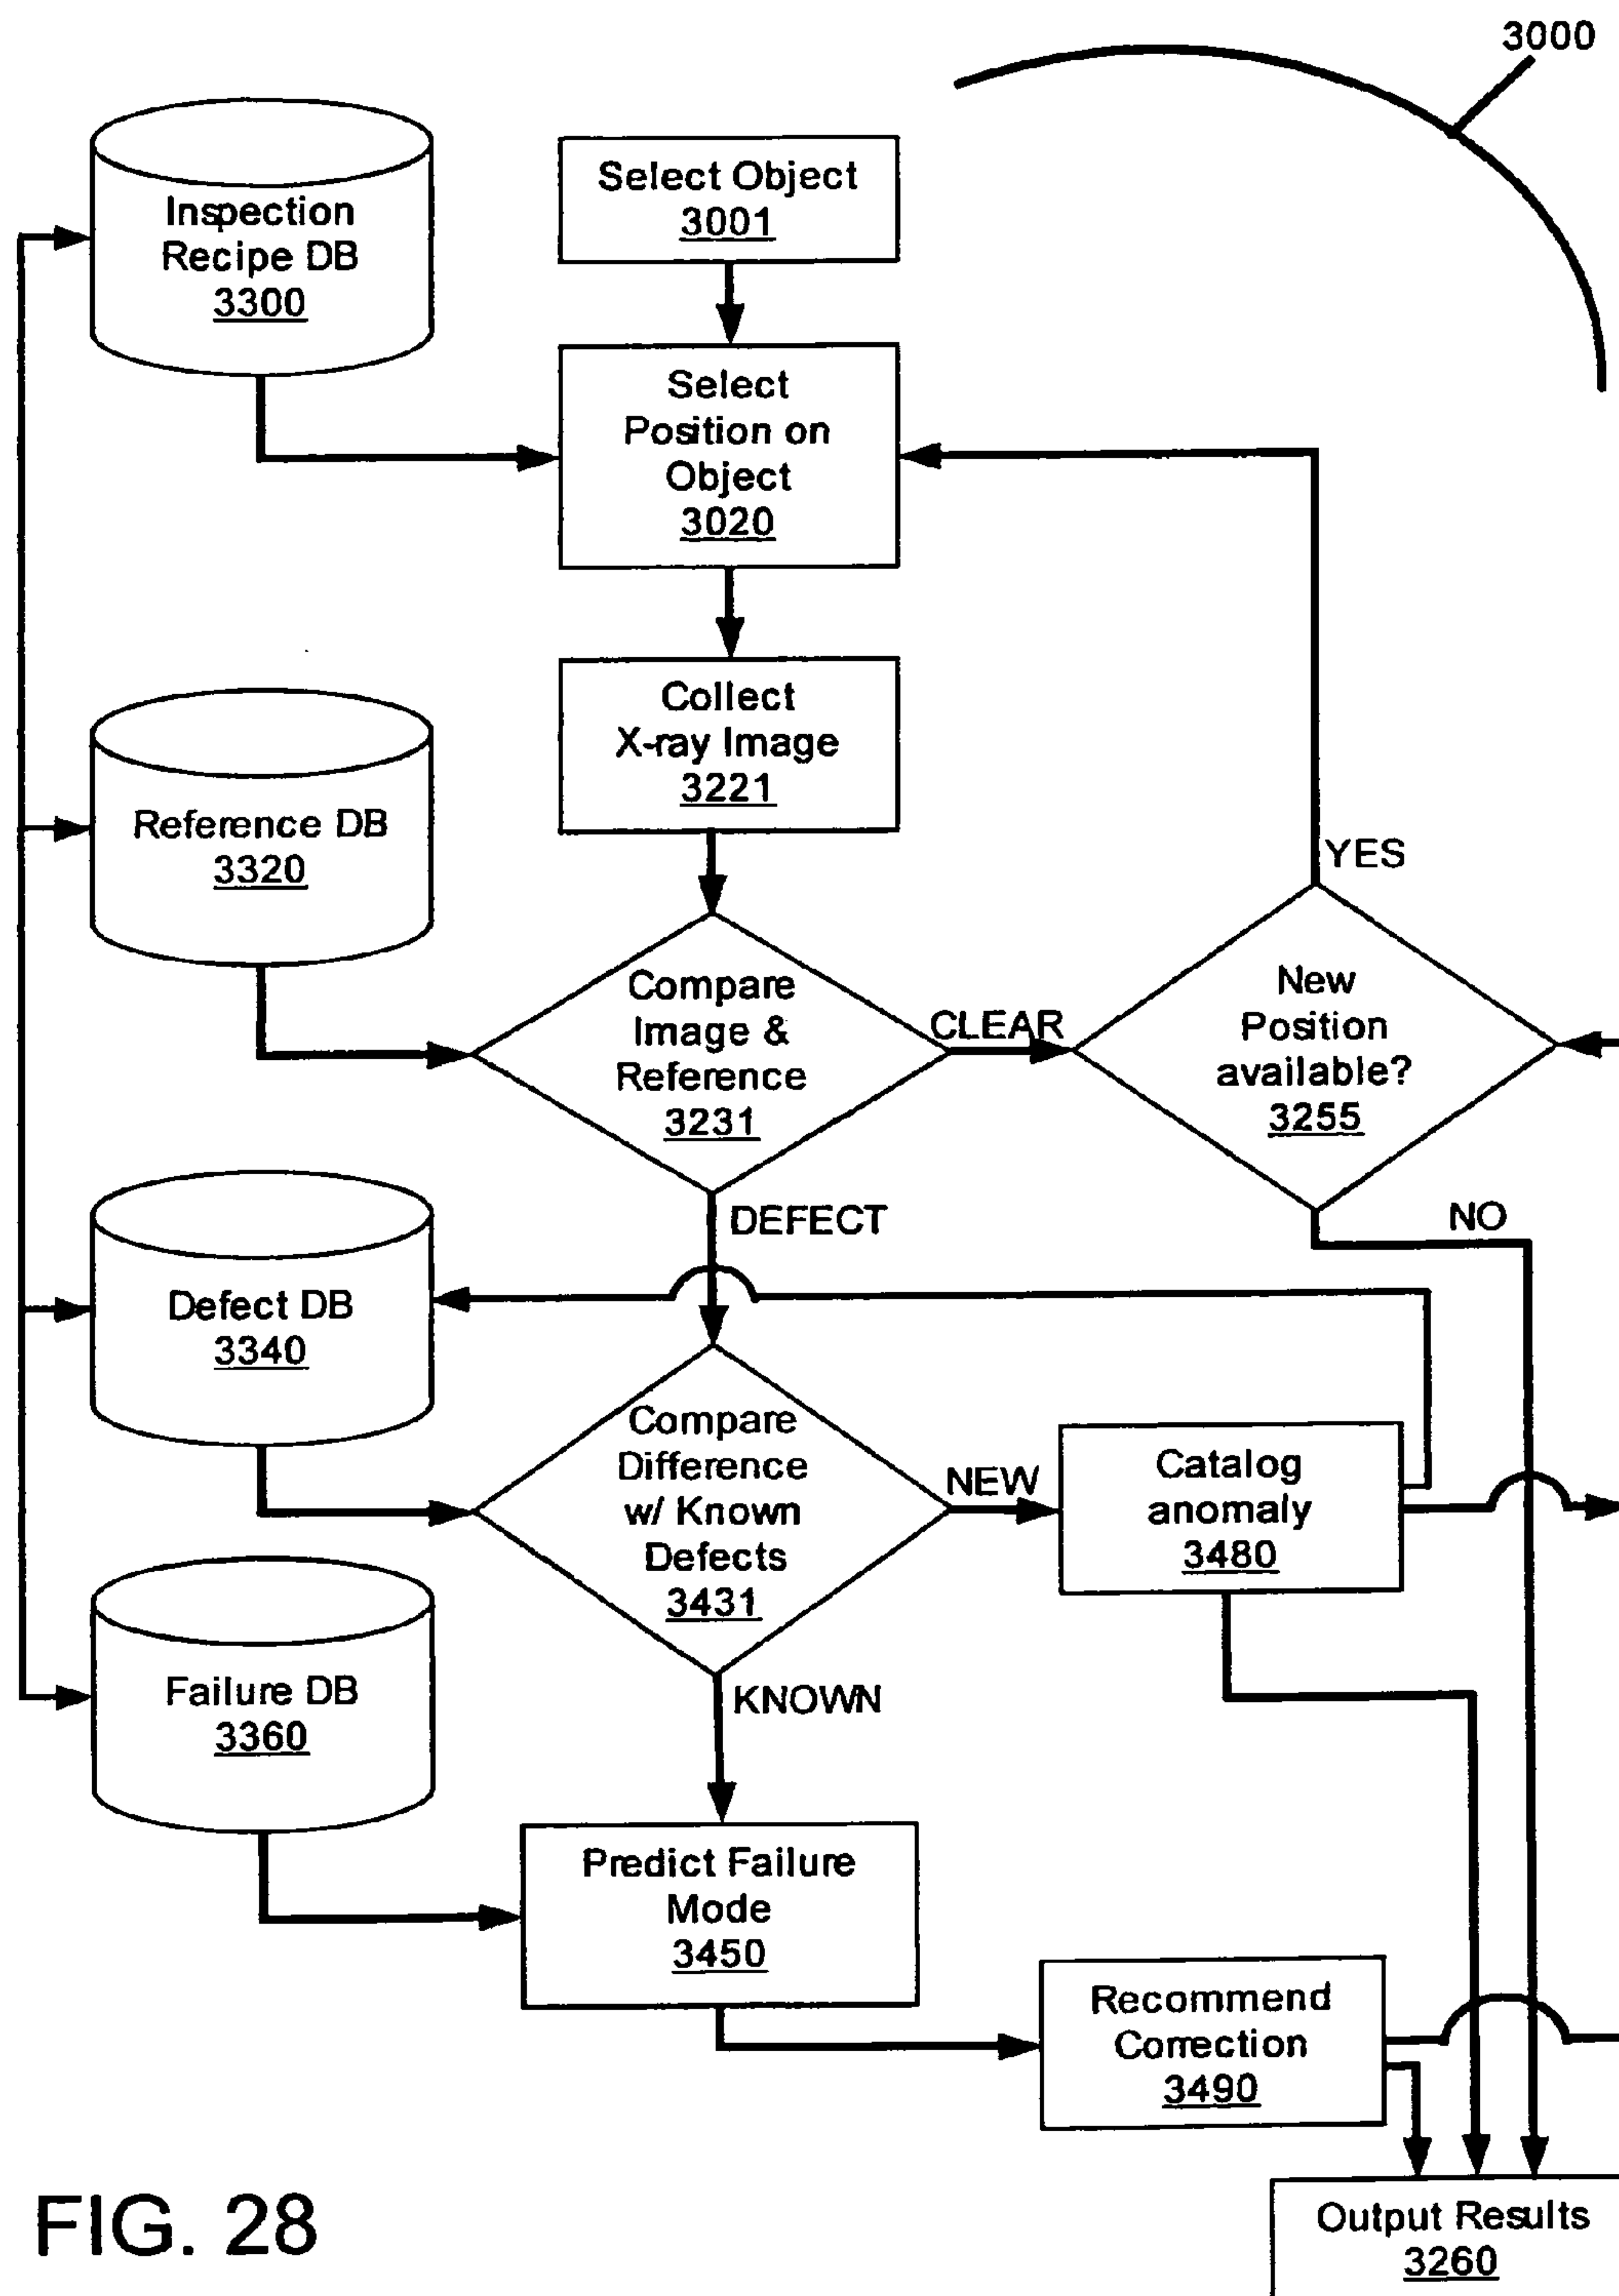 3000
Select Object
3001
Inspection
Recipe DB
3300
Select
Position on
Object
3020
Collect
X-ray Image
3221
Reference DB
3320
YES
Compare
Image &
Reference
3231
CLEAR
New
Position
available?
3255
DEFECT
NO
Defect DB
3340
Compare
Difference
w/ Known
Defects
3431
NEW
Catalog
anomaly
3480
Failure DB
3360
KNOWN
Predict Failure
Mode
3450
Recommend
Correction
3490
Output Results
3260
FIG. 28